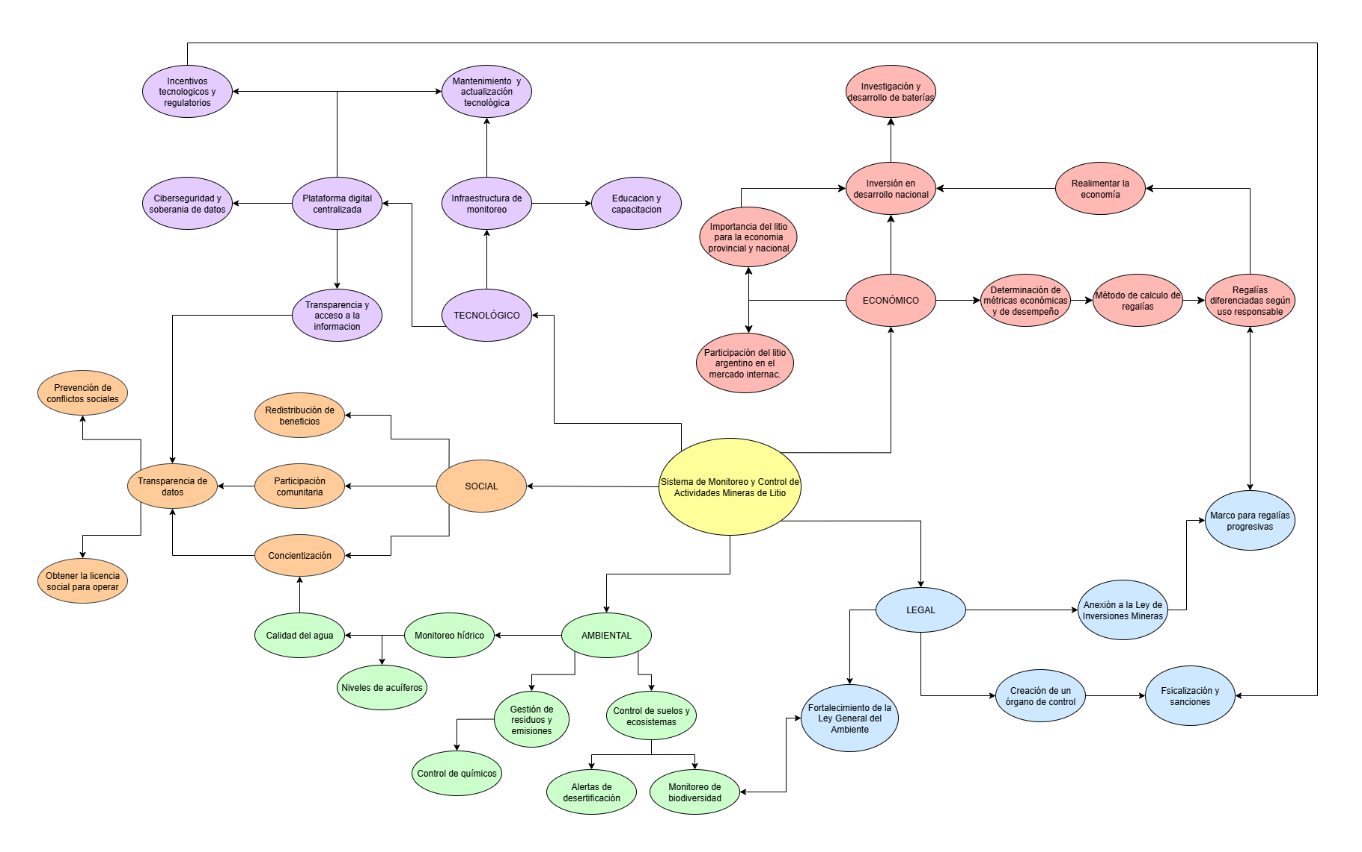 Incentivos
tecnologicos y
regulatorios
Mantenimiento y
actualización
tecnológica
Investigación y
desarrollo de baterías
Ciberseguridad y
soberania de datos
Plataforma digital
centralizada
Infraestructura de
monitoreo
Educacion y
capacitacion
Inversión en
desarrollo nacional
Realimentar la
economía
Importancia del litio
para la economia
provincial y nacional
Transparencia y
acceso a la
informacion
TECNOLÓGICO
ECONÓMICO
Determinación de
métricas económicas
y de desempeño
Método de calculo de
regalías
Regalías
diferenciadas según
uso responsable
Participación del litio
argentino en el
mercado internac.
Prevención de
conflictos sociales
Redistribución de
beneficios
Transparencia de
datos
Participación
comunitaria
SOCIAL
Sistema de Monitoreo y Control de
Actividades Mineras de Litio
Marco para regalías
progresivas
Concientización
Obtener la licencia
social para operar
Calidad del agua
Monitoreo hídrico
AMBIENTAL
LEGAL
Anexión a la Ley de
Inversiones Mineras
Niveles de acuíferos
Gestión de
residuos y
emisiones
Control de suelos y
ecosistemas
Fortalecimiento de la
Ley General del
Ambiente
Creación de un
órgano de control
Fsicalización y
sanciones
Control de químicos
Alertas de
desertificación
Monitoreo de
biodiversidad